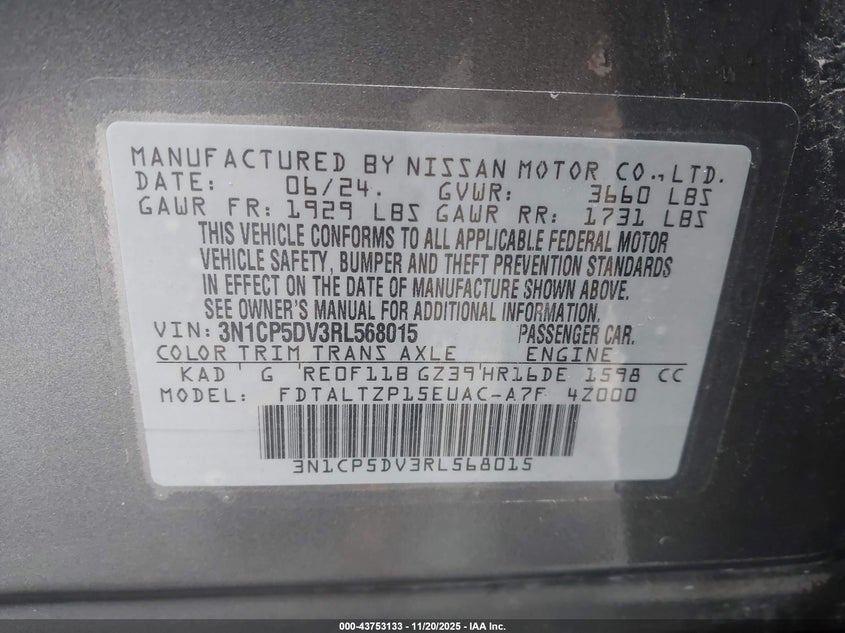 MANUFACTURED BY NISSAN MOTOR CO., LTD.
DATE: 06/24. GVWR: 3660 LBS
GAWR FR: 1929 LBS GAWR RR: 1731 LBS
THIS VEHICLE CONFORMS TO ALL APPLICABLE FEDERAL MOTOR
VEHICLE SAFETY, BUMPER AND THEFT PREVENTION STANDARDS
IN EFFECT ON THE DATE OF MANUFACTURE SHOWN ABOVE.
SEE OWNER'S MANUAL FOR ADDITIONAL INFORMATION.
VIN: 3N1CP5DV3RL568015 PASSENGER CAR.
COLOR TRIM TRANS AXLE ENGINE
KAD G RE0F11B GZ39 HR16DE 1598 CC
MODEL: FDTALTZP15EUAC-A7F 4Z000
3N1CP5DV3RL568015
000-43753133 - 11/20/2025 - IAA Inc.